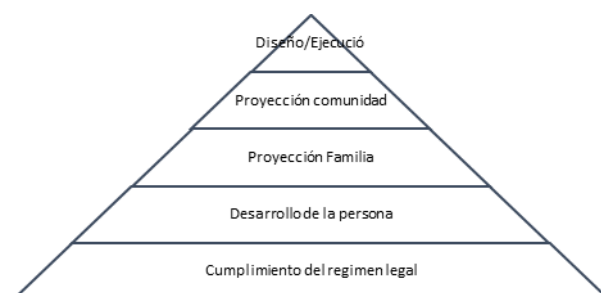 Diseño/Ejecució
Proyección comunidad
Proyección Familia
Desarrollo de la persona
Cumplimiento del regimen legal